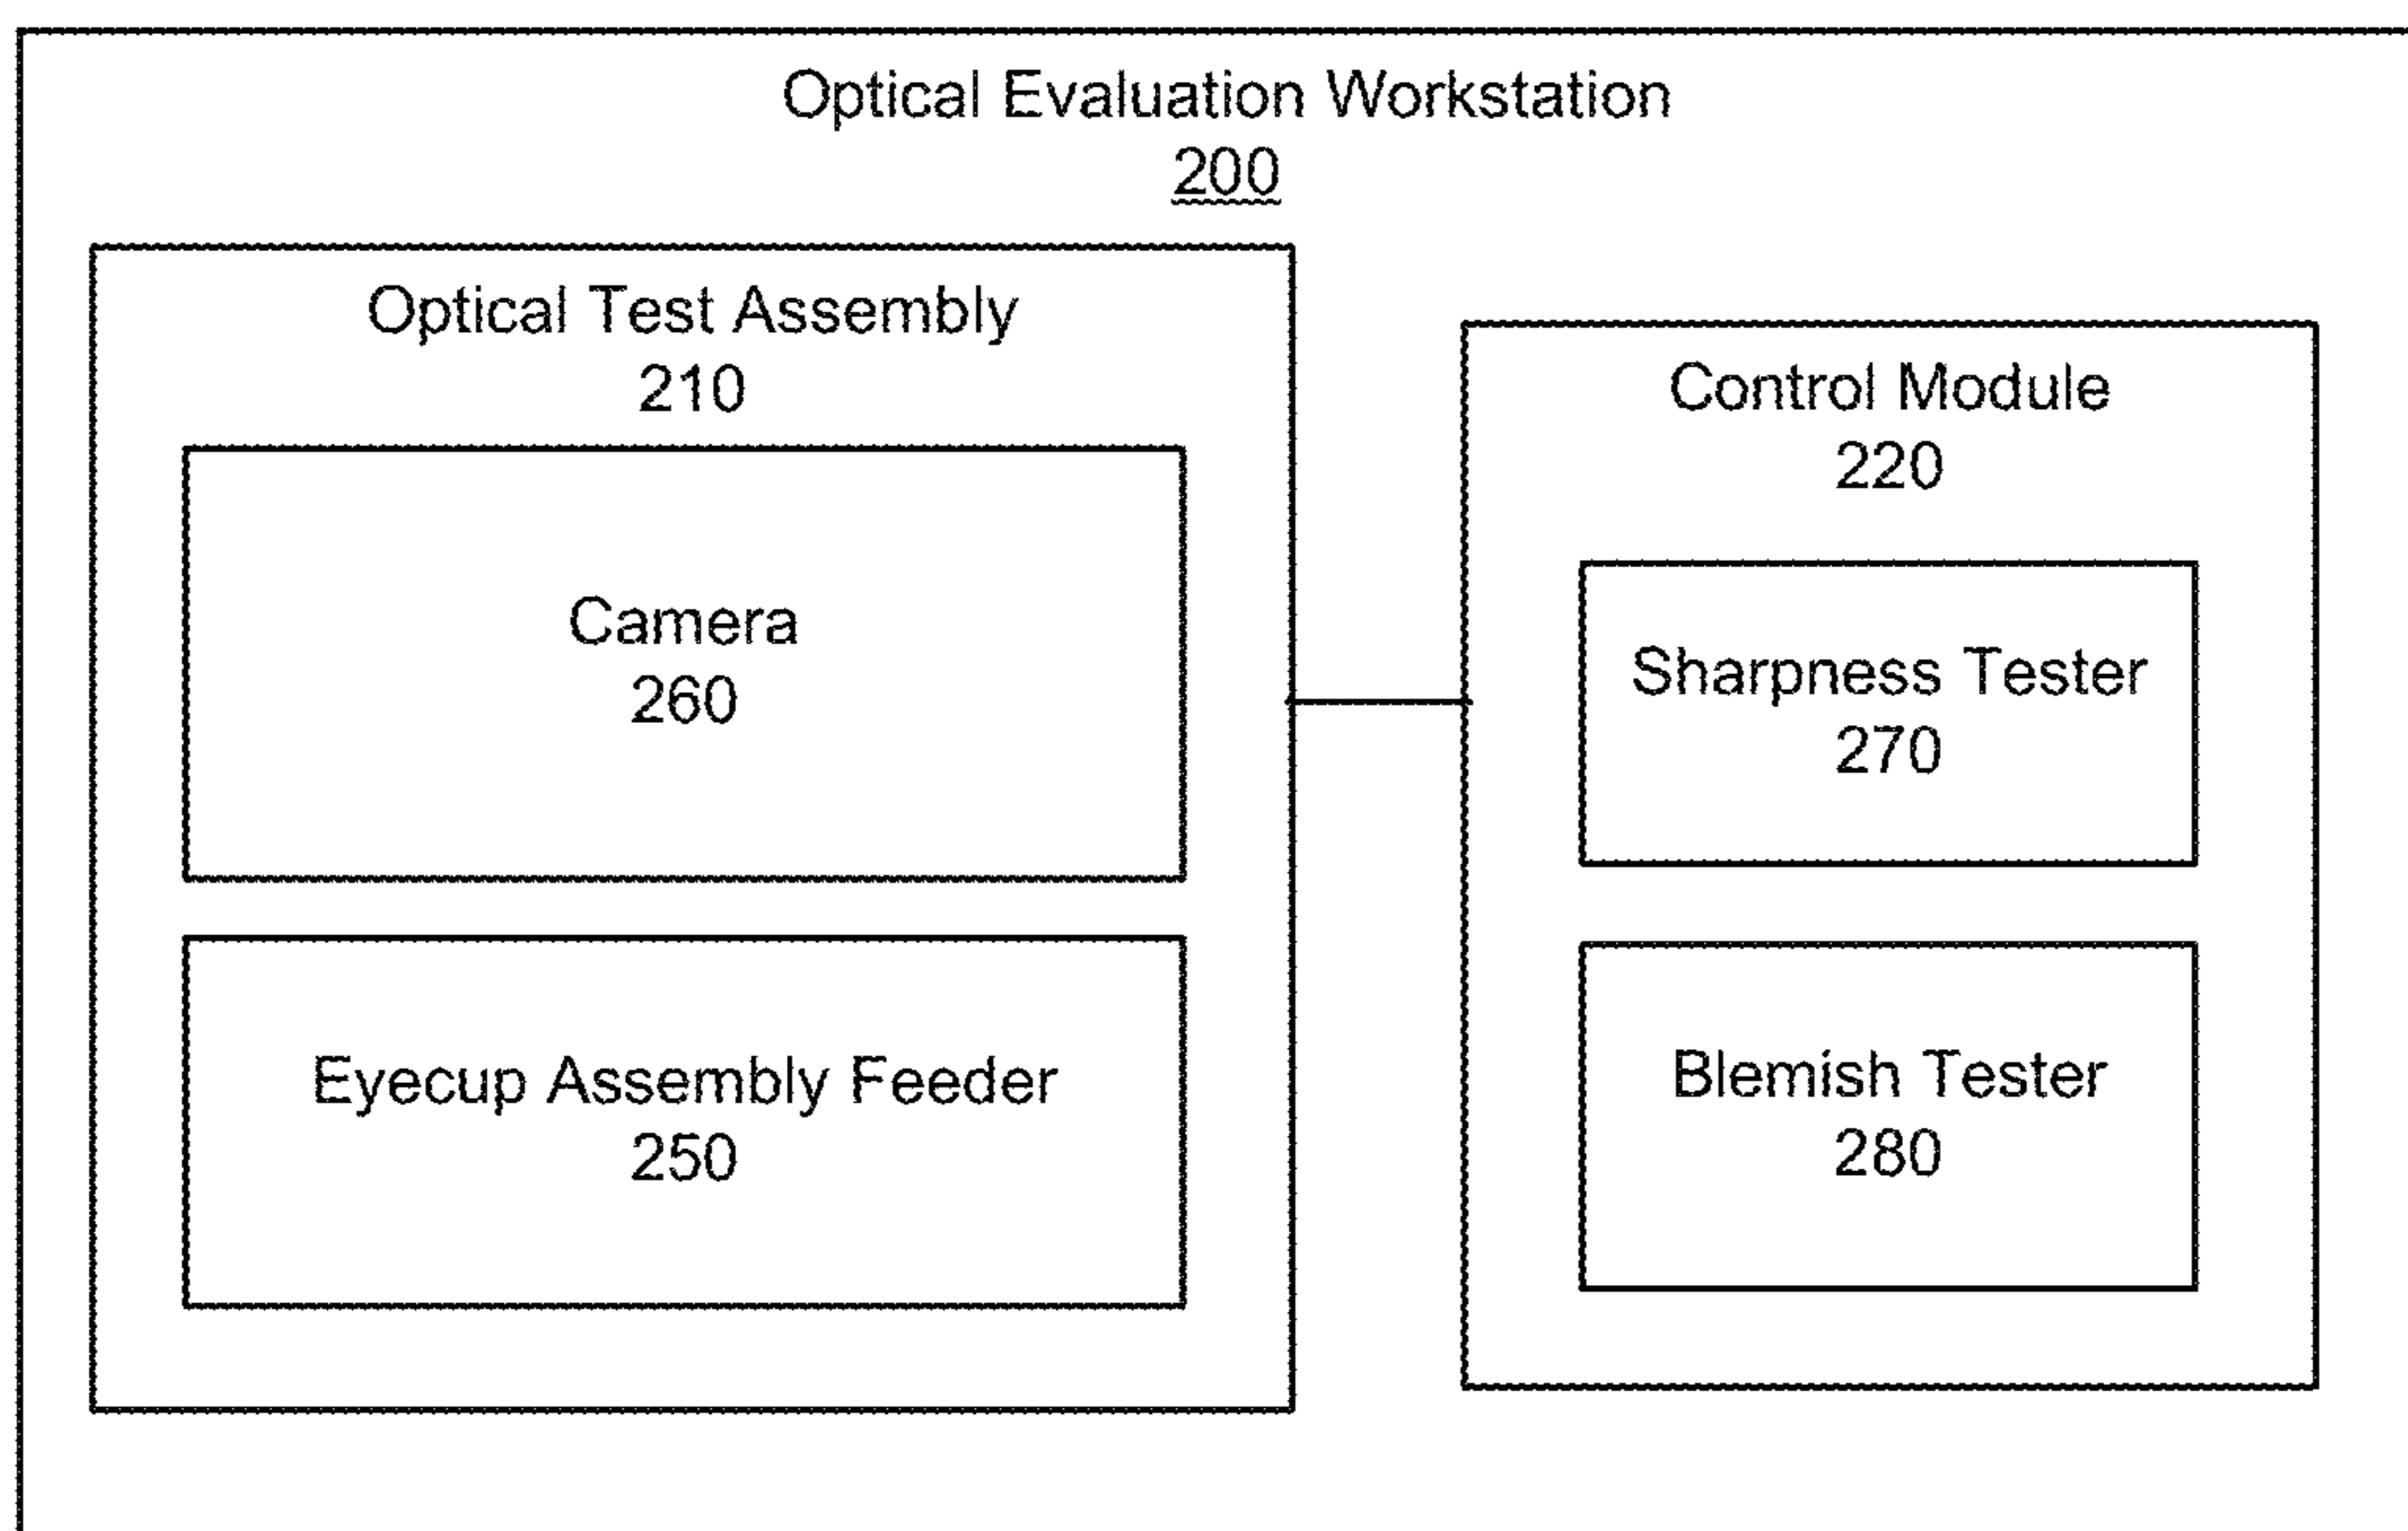 Optical Evaluation Workstation
200
Optical Test Assembly
210
Camera
260
Eyecup Assembly Feeder
250
Control Module
220
Sharpness Tester
270
Blemish Tester
280